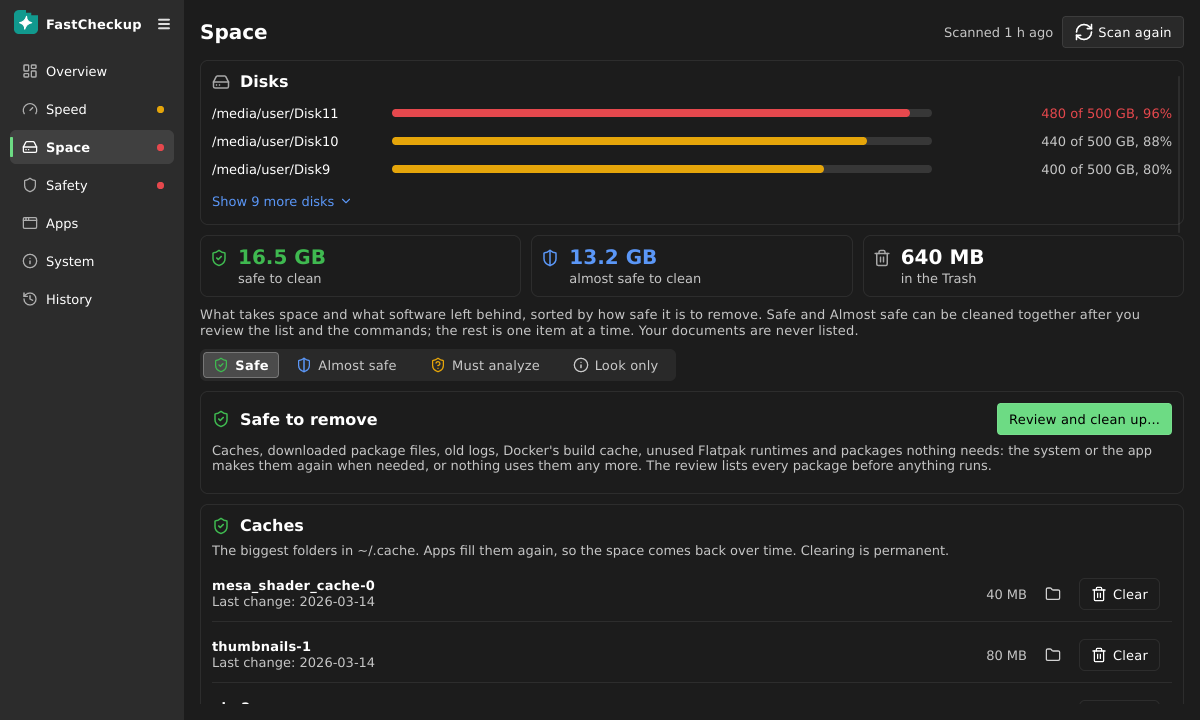 FastCheckup
Overview
Speed
Space
Safety
Apps
System
History
Space
Scanned 1 h ago
Scan again
Disks
/media/user/Disk11
480 of 500 GB, 96%
/media/user/Disk10
440 of 500 GB, 88%
/media/user/Disk9
400 of 500 GB, 80%
Show 9 more disks
16.5 GB
safe to clean
13.2 GB
almost safe to clean
640 MB
in the Trash
What takes space and what software left behind, sorted by how safe it is to remove. Safe and Almost safe can be cleaned together after you
review the list and the commands; the rest is one item at a time. Your documents are never listed.
Safe
Almost safe
Must analyze
Look only
Safe to remove
Review and clean up...
Caches, downloaded package files, old logs, Docker's build cache, unused Flatpak runtimes and packages nothing needs: the system or the app
makes them again when needed, or nothing uses them any more. The review lists every package before anything runs.
Caches
The biggest folders in ~/.cache. Apps fill them again, so the space comes back over time. Clearing is permanent.
mesa_shader_cache-0
Last change: 2026-03-14
40 MB
Clear
thumbnails-1
Last change: 2026-03-14
80 MB
Clear